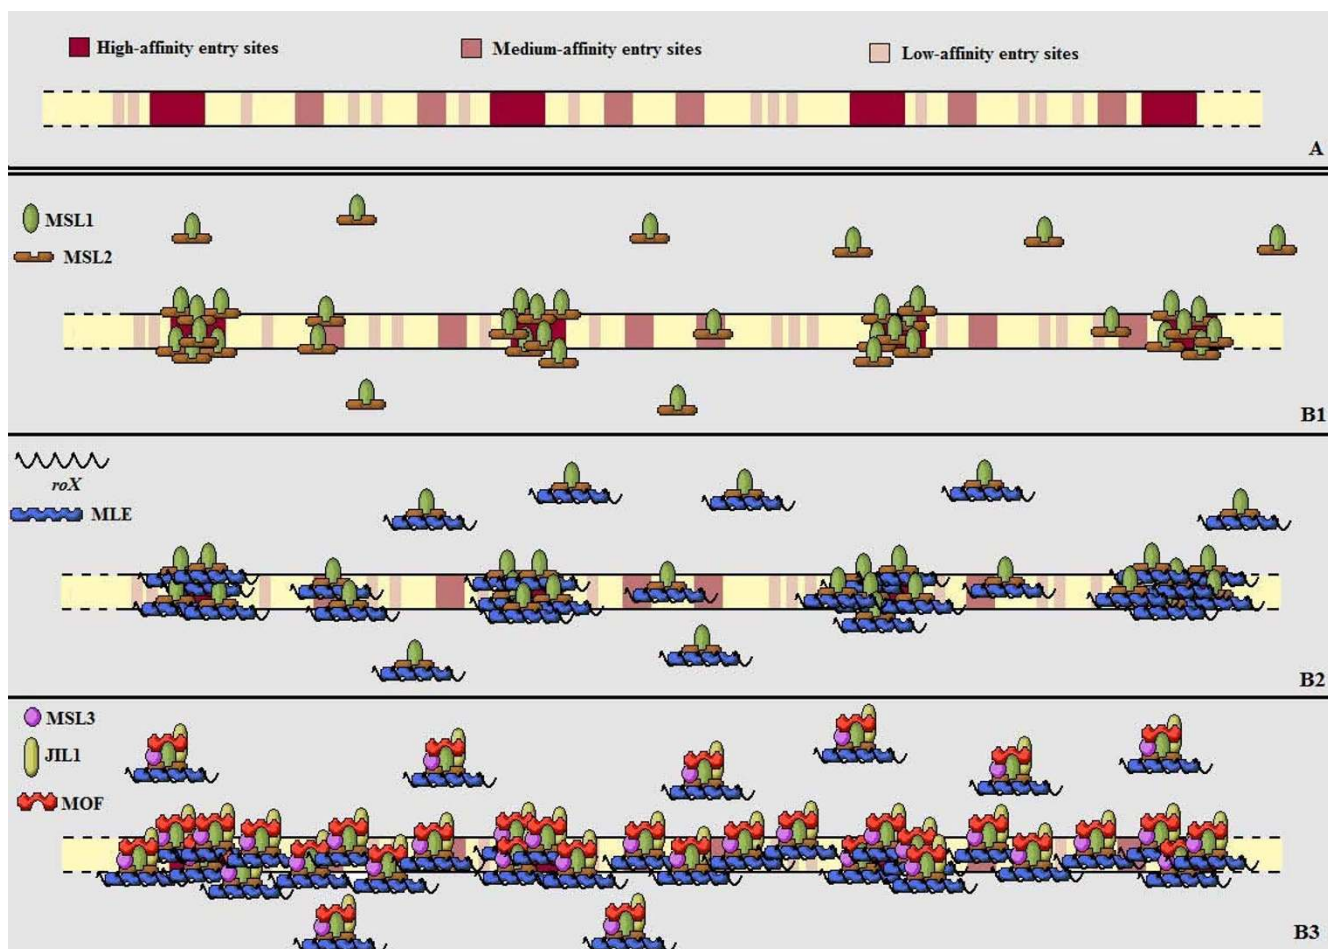 High-affinity entry sites
Medium-affinity entry sites
Low-affinity entry sites
A
MSL1
MSL2
B1
roX
MLE
B2
MSL3
JIL1
MOF
B3